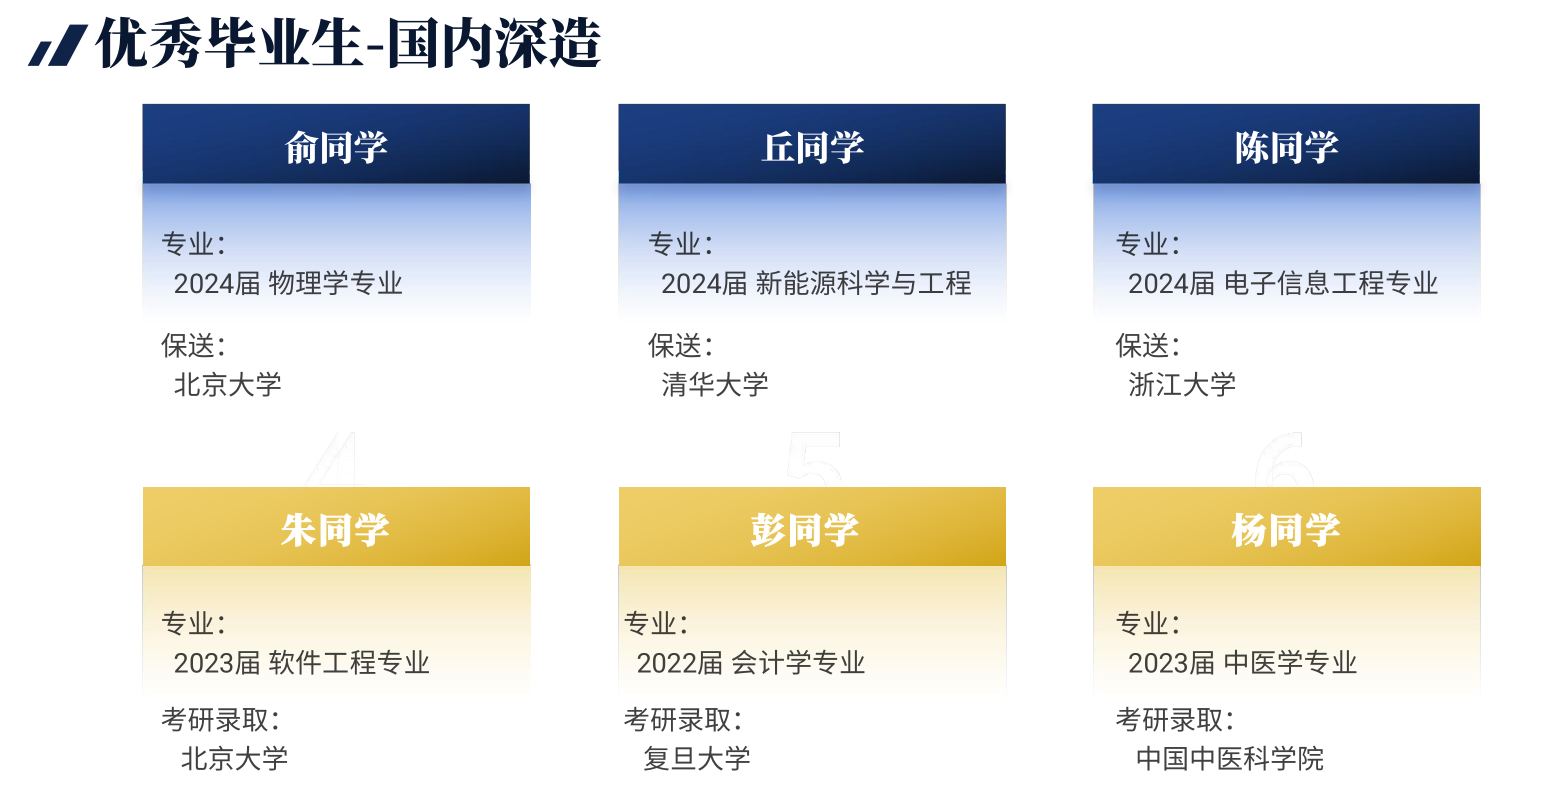 优秀毕业生-国内深造
俞同学
专业：
2024届 物理学专业
保送：
北京大学
丘同学
专业：
2024届 新能源科学与工程
保送：
清华大学
陈同学
专业：
2024届 电子信息工程专业
保送：
浙江大学
4
朱同学
专业：
2023届 软件工程专业
考研录取：
北京大学
5
彭同学
专业：
2022届 会计学专业
考研录取：
复旦大学
6
杨同学
专业：
2023届 中医学专业
考研录取：
中国中医科学院